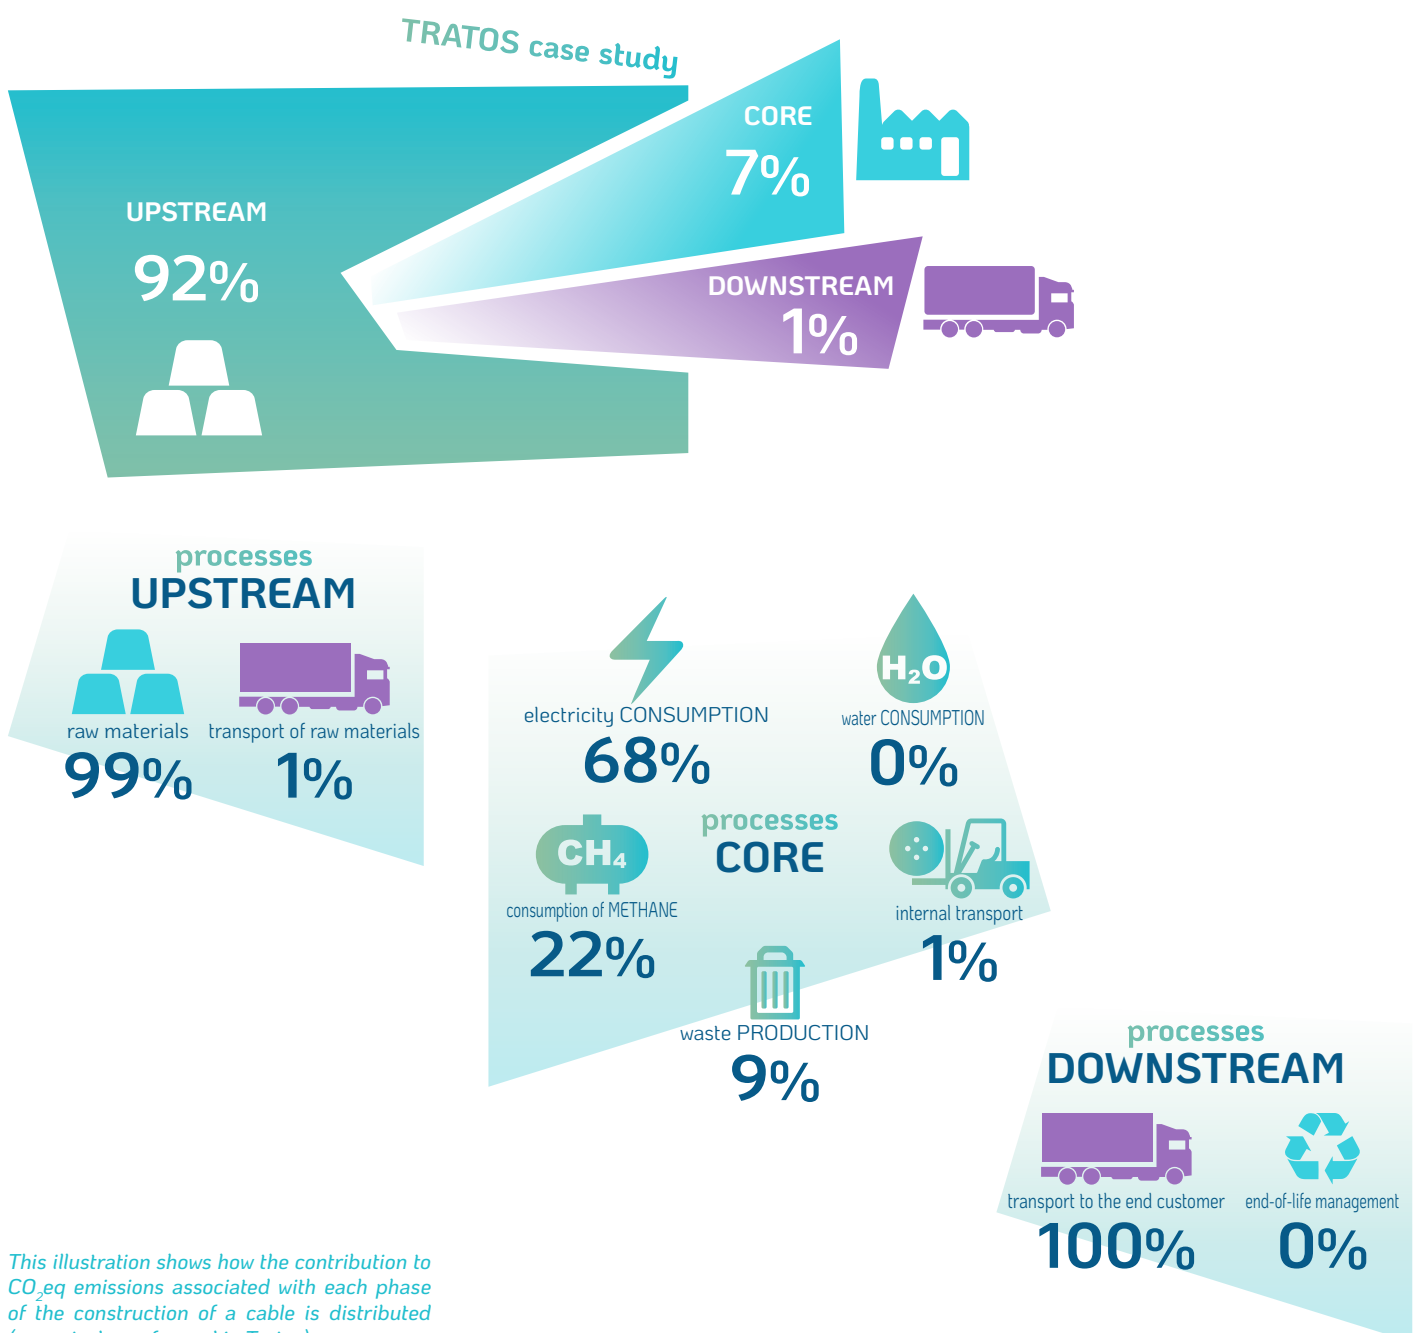 TRATOS case study
CORE
7%
UPSTREAM
92%
DOWNSTREAM
1%
processes
UPSTREAM
raw materials
99%
transport of raw materials
1%
electricity CONSUMPTION
68%
H₂O
water CONSUMPTION
0%
CH₄
consumption of METHANE
22%
processes
CORE
internal transport
1%
waste PRODUCTION
9%
processes
DOWNSTREAM
transport to the end customer
100%
end-of-life management
0%
This illustration shows how the contribution to
CO₂eq emissions associated with each phase
of the construction of a cable is distributed